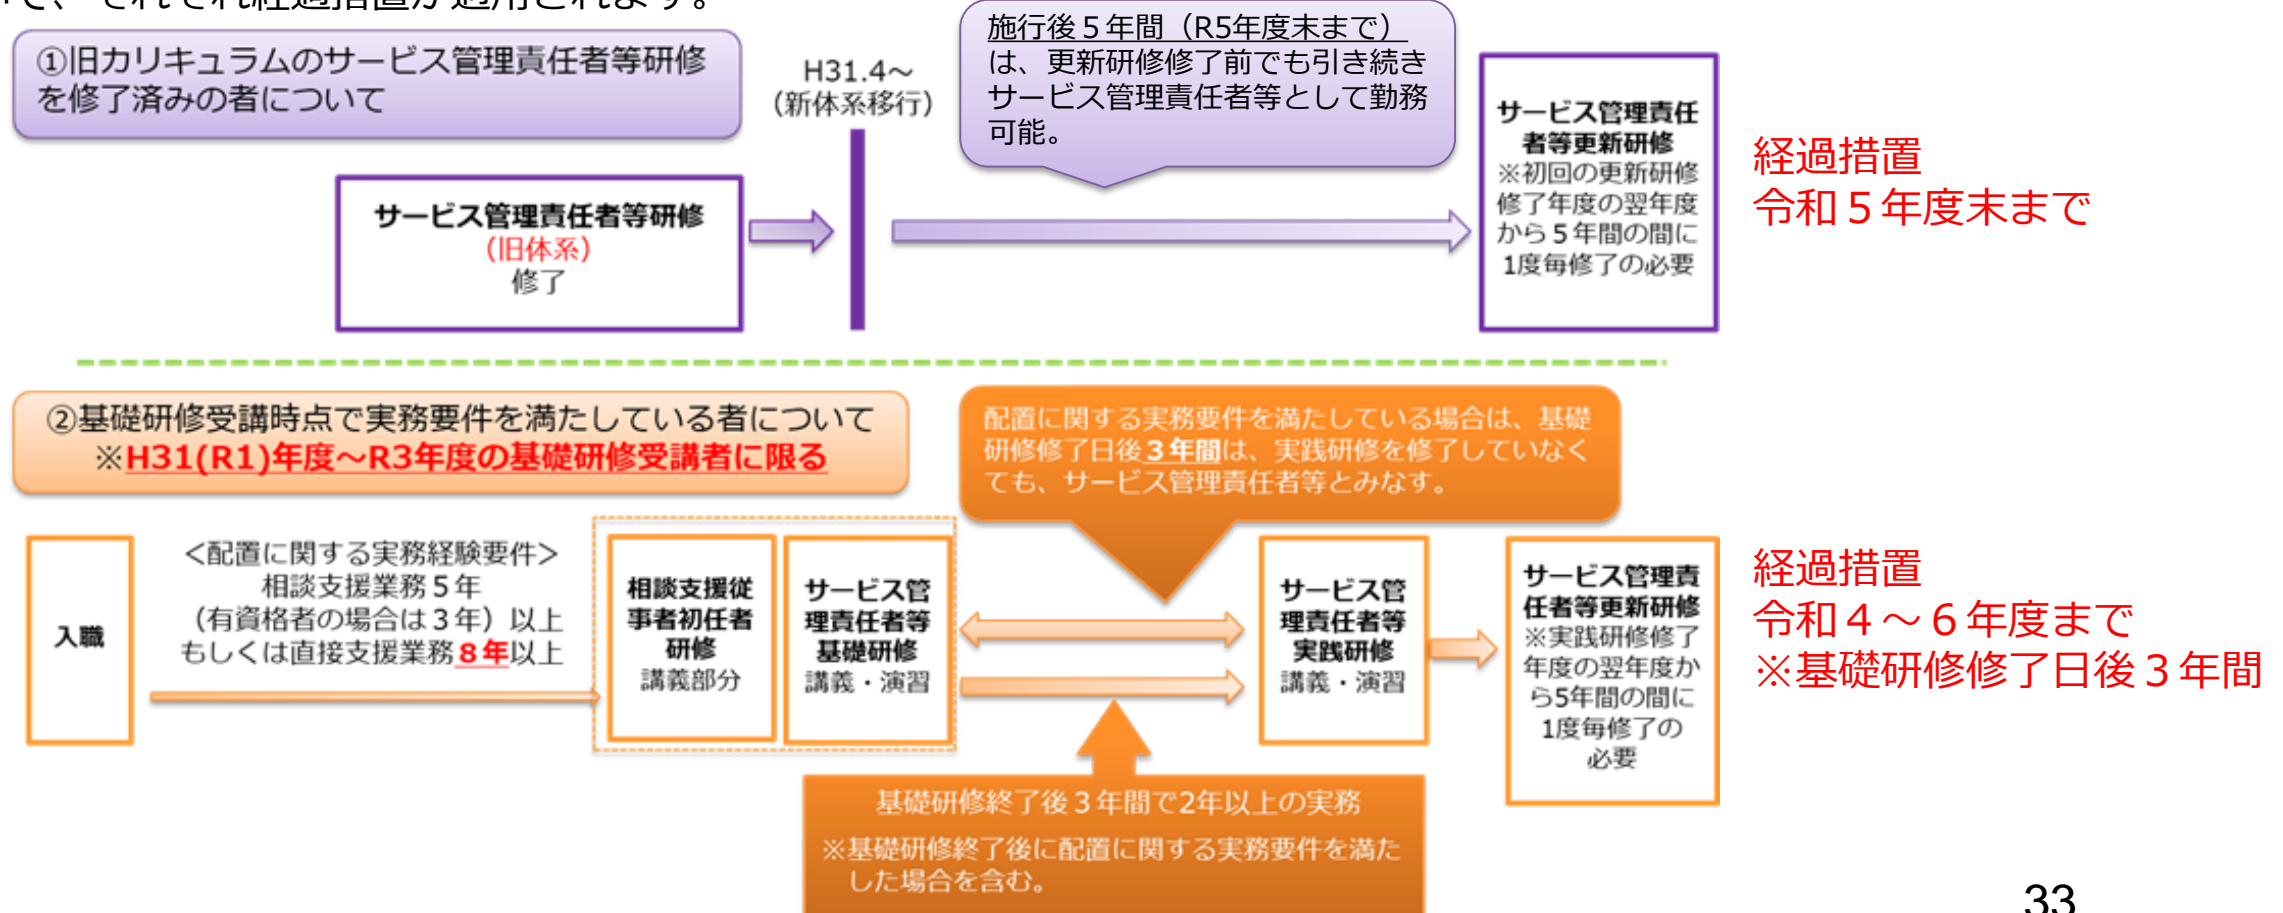 で、それぞれ経過措置が適用されます。
①旧カリキュラムのサービス管理責任者等研修
を修了済みの者について
H31.4～
（新体系移行）
施行後５年間（R5年度末まで）
は、更新研修修了前でも引き続き
サービス管理責任者等として勤務
可能。
サービス管理責任者等研修
（旧体系）
修了
サービス管理責任
者等更新研修
※初回の更新研修
修了年度の翌年度
から５年間の間に
1度毎修了の必要
経過措置
令和５年度末まで
②基礎研修受講時点で実務要件を満たしている者について
※H31(R1)年度～R3年度の基礎研修受講者に限る
配置に関する実務要件を満たしている場合は、基礎
研修修了日後３年間は、実践研修を修了していなく
ても、サービス管理責任者等とみなす。
入職
＜配置に関する実務経験要件＞
相談支援業務５年
（有資格者の場合は３年）以上
もしくは直接支援業務８年以上
相談支援従
事者初任者
研修
講義部分
サービス管
理責任者等
基礎研修
講義・演習
サービス管
理責任者等
実践研修
講義・演習
サービス管理責
任者等更新研修
※実践研修修了
年度の翌年度か
ら5年間の間に
1度毎修了の
必要
経過措置
令和４～６年度まで
※基礎研修修了日後３年間
基礎研修終了後３年間で2年以上の実務
※基礎研修終了後に配置に関する実務要件を満た
した場合を含む。
33